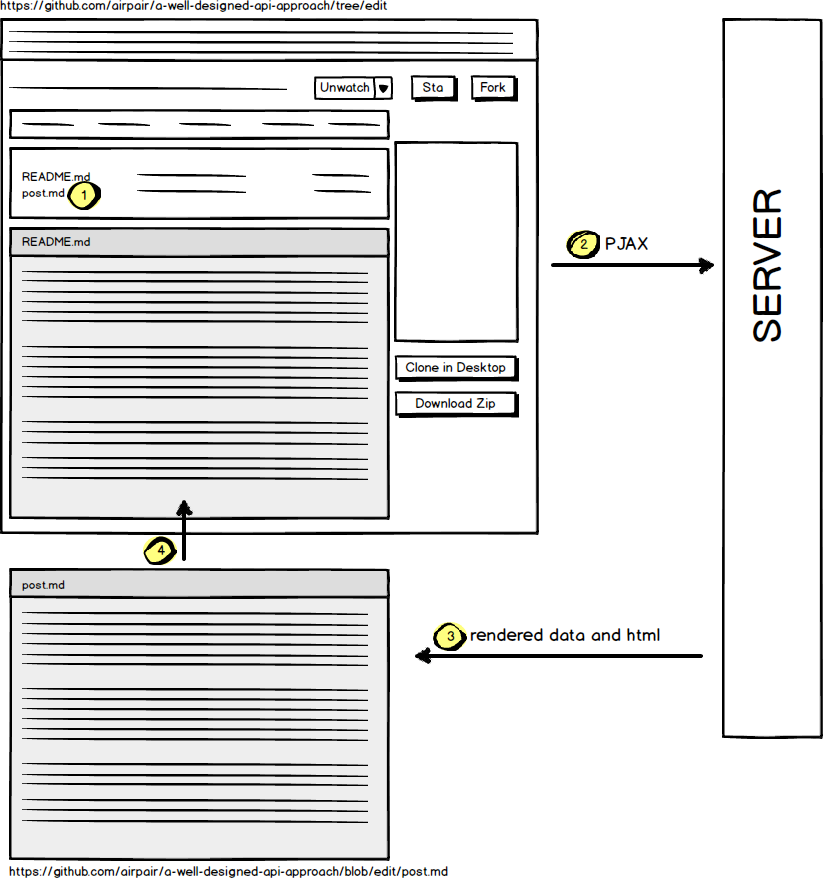 https://github.com/airpair/a-well-designed-api-approach/tree/edit
Unwatch
Sta
Fork
README.md
post.md 1
README.md
Clone in Desktop
Download Zip
2 PJAX
SERVER
4
post.md
3 rendered data and html
https://github.com/airpair/a-well-designed-api-approach/blob/edit/post.md